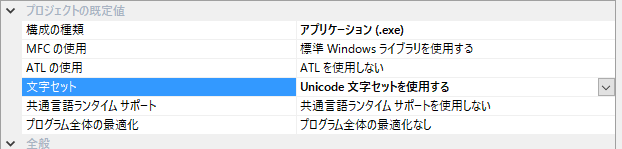 プロジェクトの既定値
構成の種類 アプリケーション (.exe)
MFC の使用 標準 Windows ライブラリを使用する
ATL の使用 ATL を使用しない
文字セット Unicode 文字セットを使用する
共通言語ランタイム サポート 共通言語ランタイム サポートを使用しない
プログラム全体の最適化 プログラム全体の最適化なし
全般